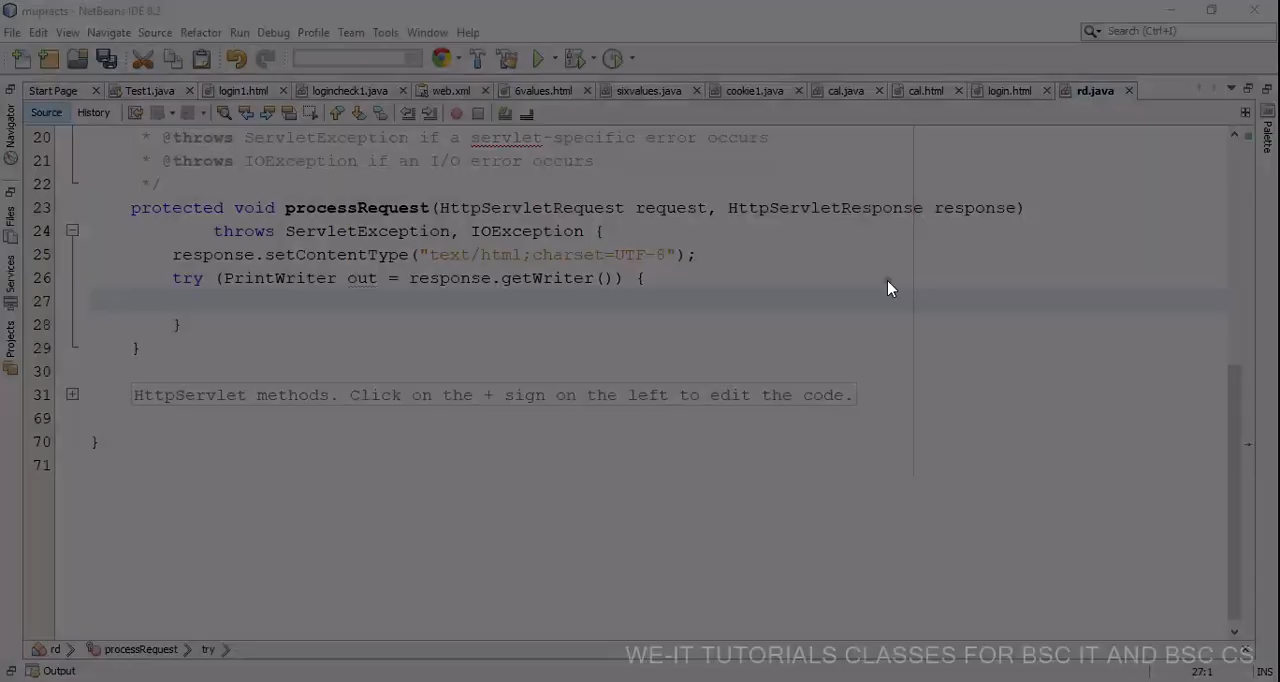 mupracts - NetBeans IDE 8.2
File Edit View Navigate Source Refactor Run Debug Profile Team Tools Window Help
Search (Ctrl+I)
Start Page Test1.java login1.html logincheck1.java web.xml 6values.html sixvalues.java cookie1.java cal.java cal.html login.html rd.java
Source History
Navigator
Files
Services
Projects
Palette
20 * @throws ServletException if a servlet-specific error occurs
21 * @throws IOException if an I/O error occurs
22 */
23 protected void processRequest(HttpServletRequest request, HttpServletResponse response)
24 throws ServletException, IOException {
25 response.setContentType("text/html;charset=UTF-8");
26 try (PrintWriter out = response.getWriter()) {
27
28 }
29 }
30
31 HttpServlet methods. Click on the + sign on the left to edit the code.
69
70 }
71
rd processRequest try
WE-IT TUTORIALS CLASSES FOR BSC IT AND BSC CS
Output 27:1 INS